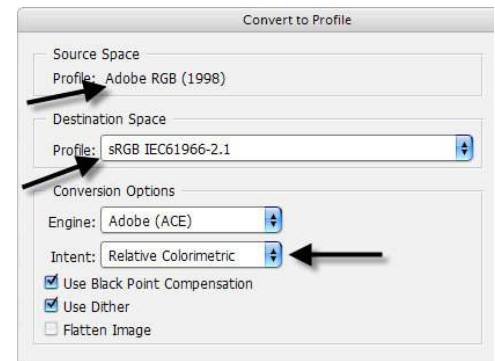 Convert to Profile
Source Space
Profile: Adobe RGB (1998)
Destination Space
Profile: sRGB IEC61966-2.1
Conversion Options
Engine: Adobe (ACE)
Intent: Relative Colorimetric
Use Black Point Compensation
Use Dither
Flatten Image